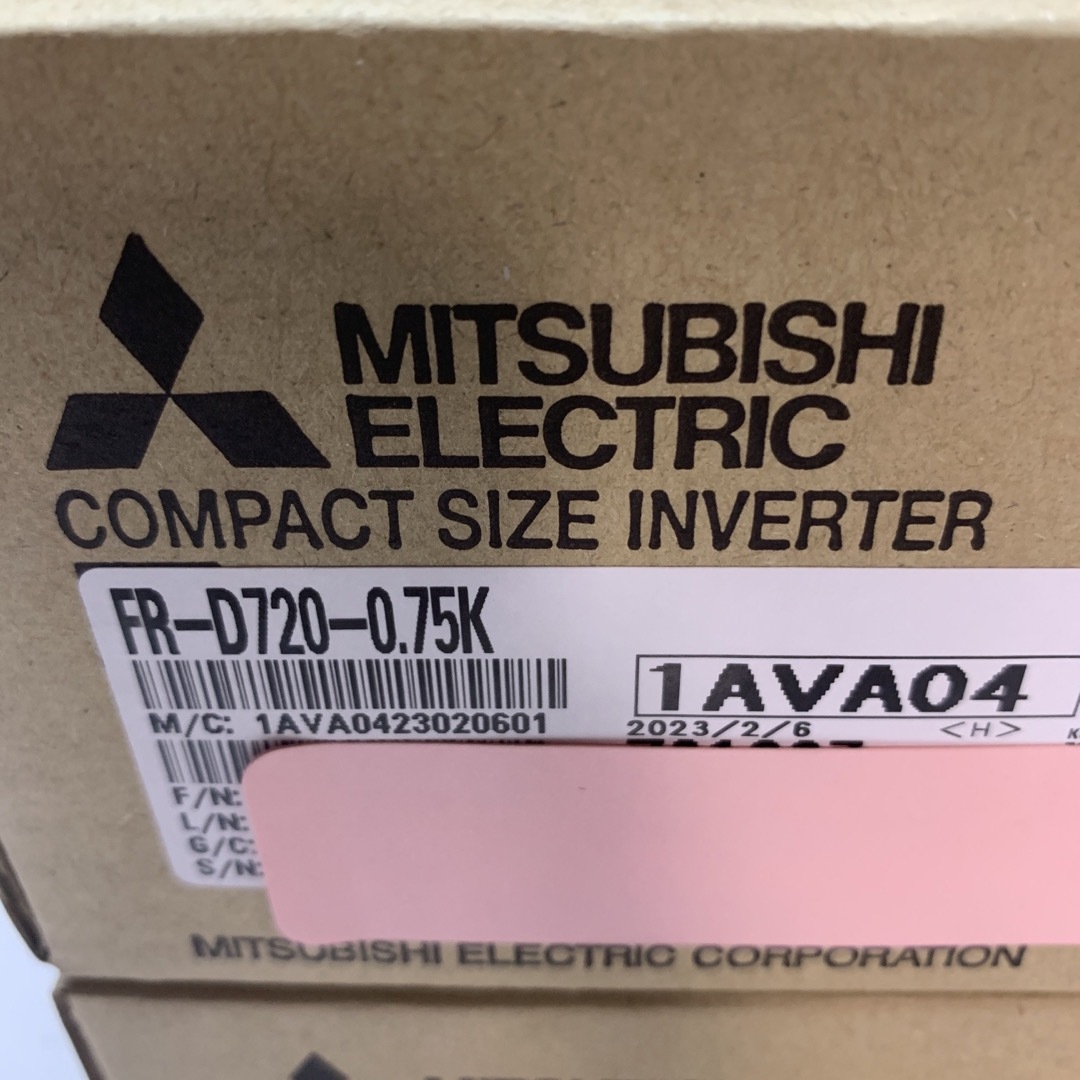 MITSUBISHI
ELECTRIC
COMPACT SIZE INVERTER
FR-D720-0.75K
1AVA04
M/C: 1AVA0423020601
2023/2/6 <H>
F/N:
L/N:
G/C:
S/N:
MITSUBISHI ELECTRIC CORPORATION